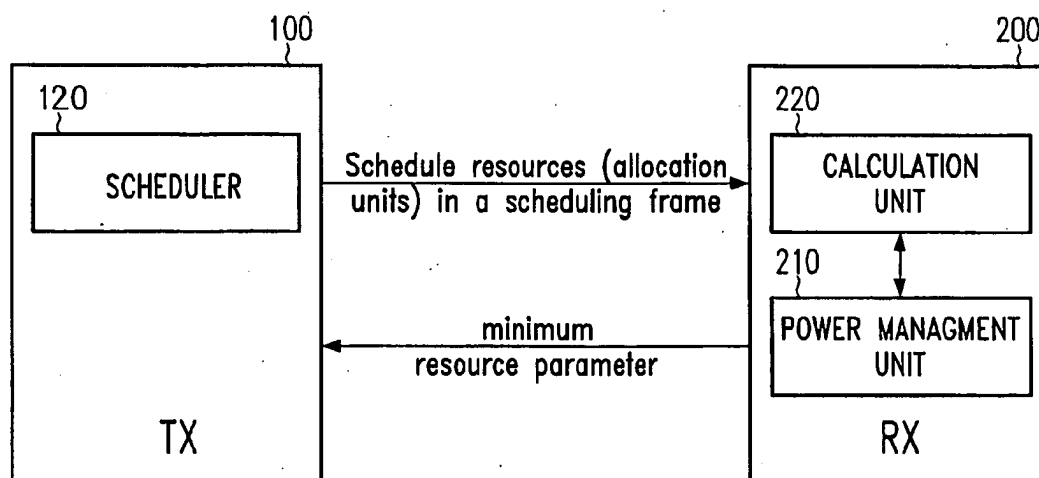 100
200
120
SCHEDULER
Schedule resources (allocation
units) in a scheduling frame
220
CALCULATION
UNIT
210
POWER MANAGMENT
UNIT
minimum
resource parameter
TX
RX